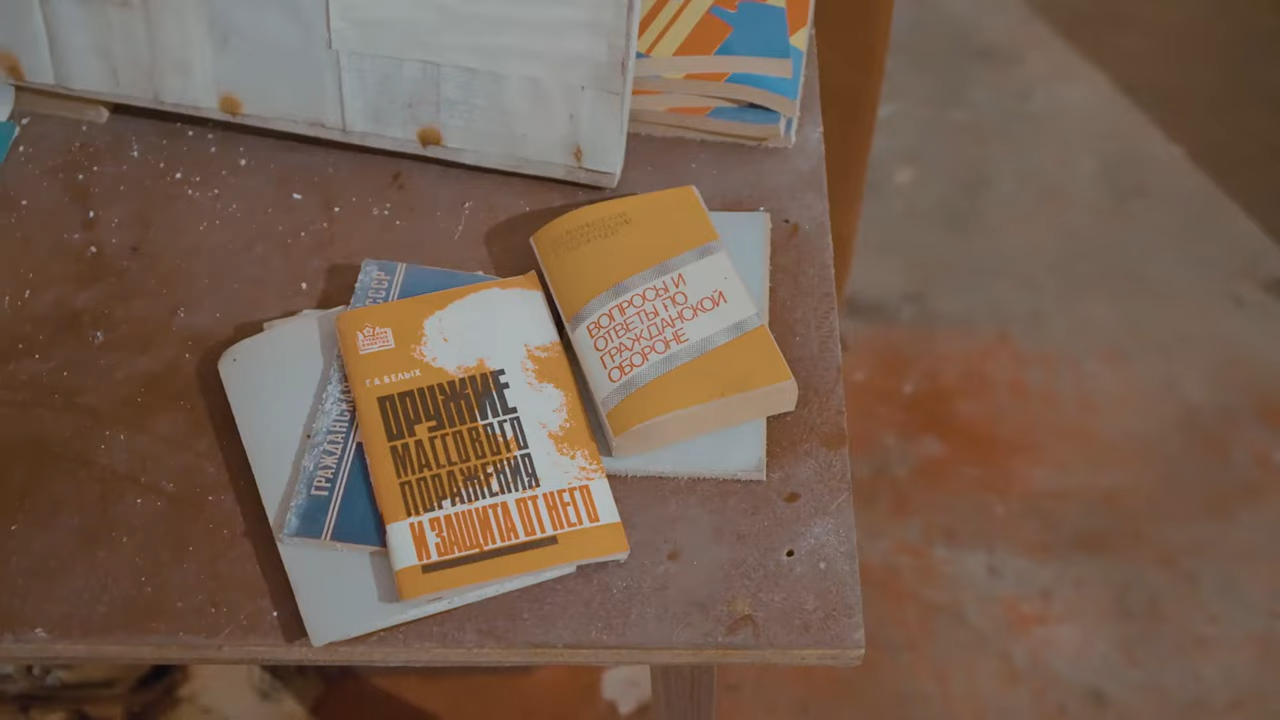 Г.А. БЕЛЫХ
ОРУЖИЕ
МАССОВОГО
ПОРАЖЕНИЯ
И ЗАЩИТА ОТ НЕГО
ГРАЖДАНСКАЯ
СССР
ВОПРОСЫ И
ОТВЕТЫ ПО
ГРАЖДАНСКОЙ
ОБОРОНЕ